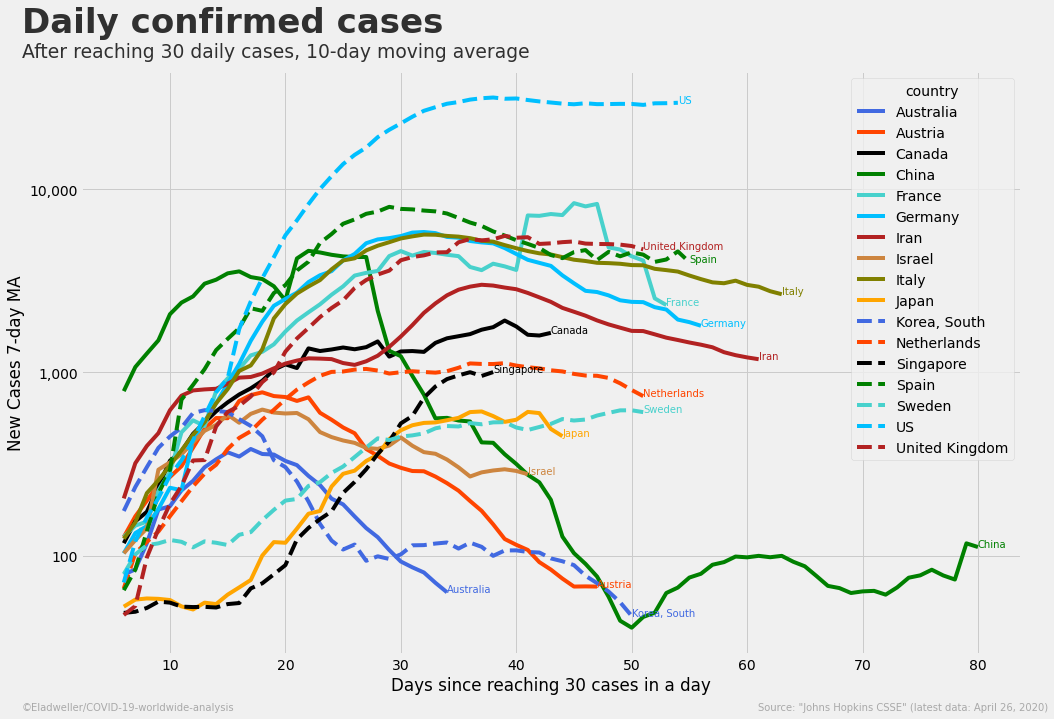 Daily confirmed cases
After reaching 30 daily cases, 10-day moving average
New Cases 7-day MA
10,000
1,000
100
10
20
30
40
50
60
70
80
Days since reaching 30 cases in a day
US
United Kingdom
Spain
Italy
France
Germany
Canada
Iran
Singapore
Netherlands
Sweden
Japan
Israel
China
Australia
Austria
Korea, South
country
Australia
Austria
Canada
China
France
Germany
Iran
Israel
Italy
Japan
Korea, South
Netherlands
Singapore
Spain
Sweden
US
United Kingdom
©Eladweller/COVID-19-worldwide-analysis
Source: "Johns Hopkins CSSE" (latest data: April 26, 2020)